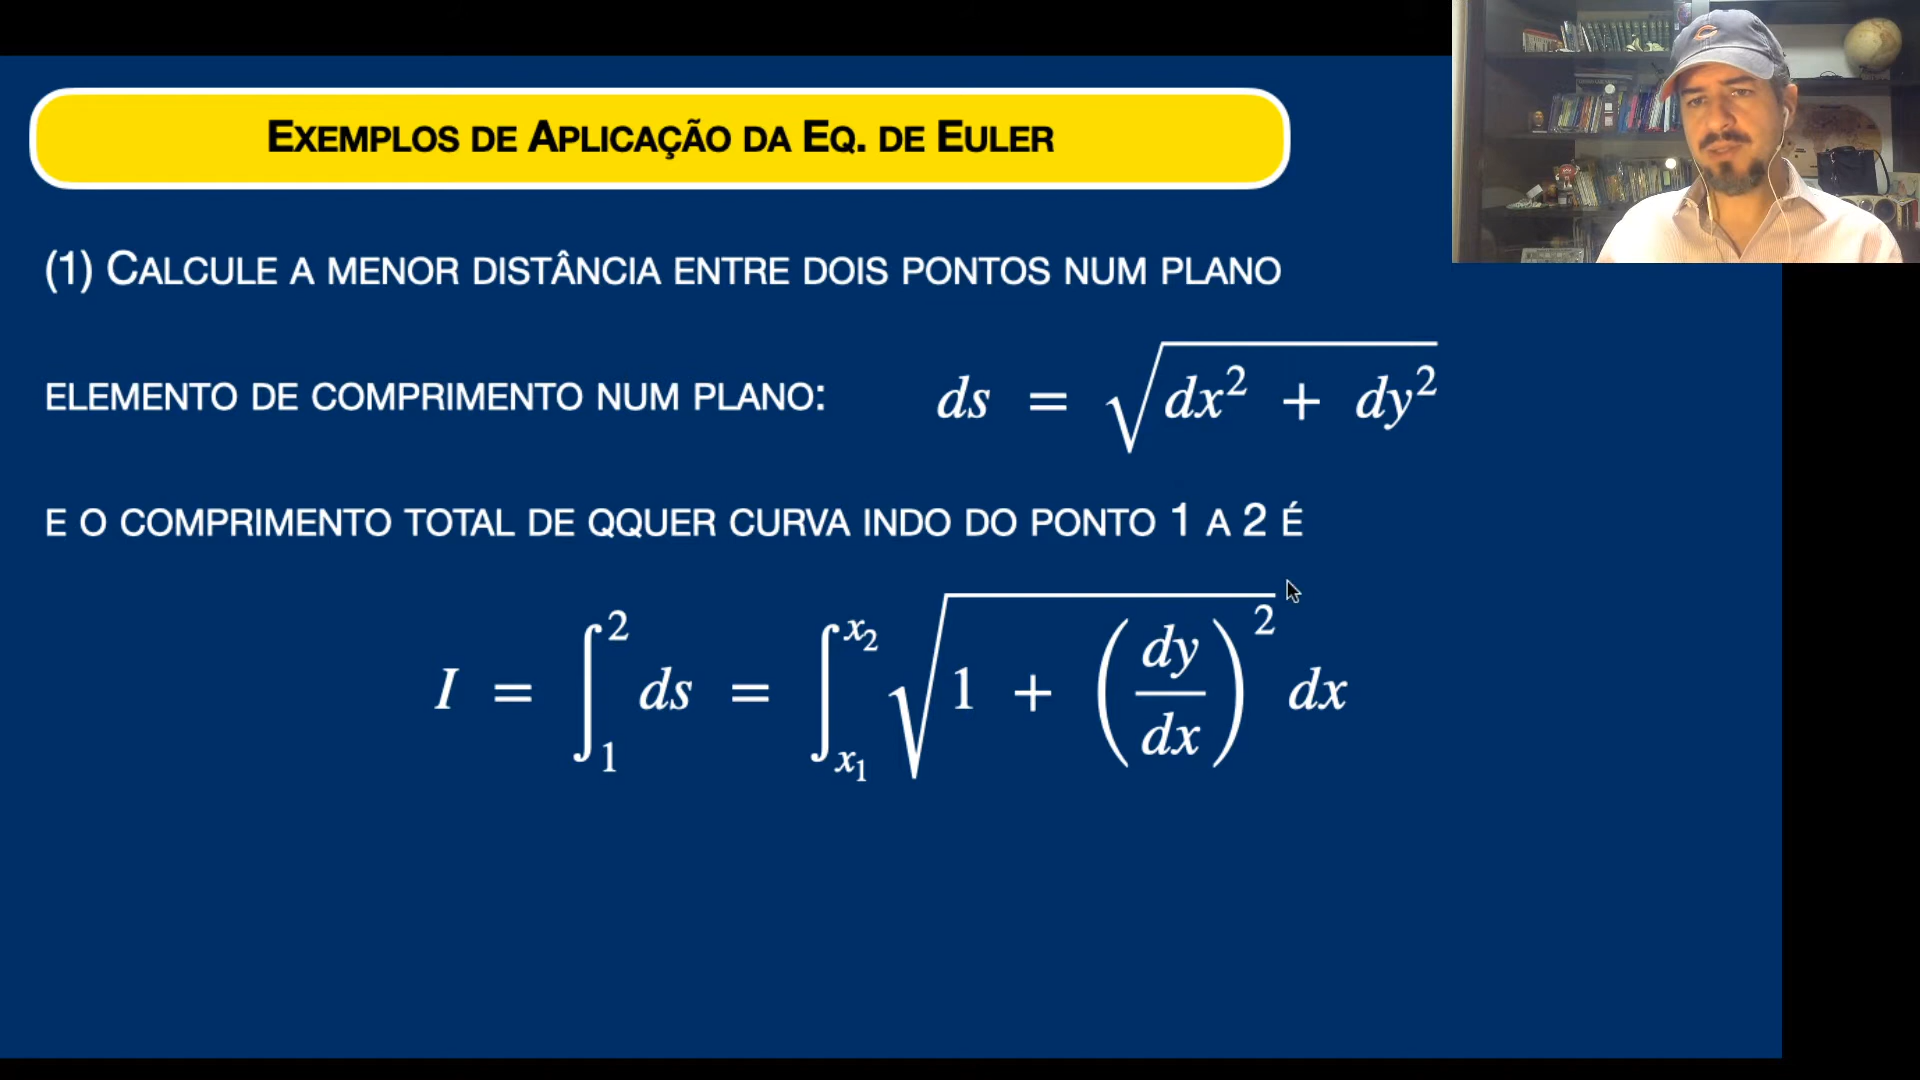 EXEMPLOS DE APLICAÇÃO DA EQ. DE EULER
(1) CALCULE A MENOR DISTÂNCIA ENTRE DOIS PONTOS NUM PLANO
ELEMENTO DE COMPRIMENTO NUM PLANO: ds = √(dx² + dy²)
E O COMPRIMENTO TOTAL DE QQUER CURVA INDO DO PONTO 1 A 2 É
I = ∫₁² ds = ∫ₓ₁ˣ² √(1 + (dy/dx)²) dx